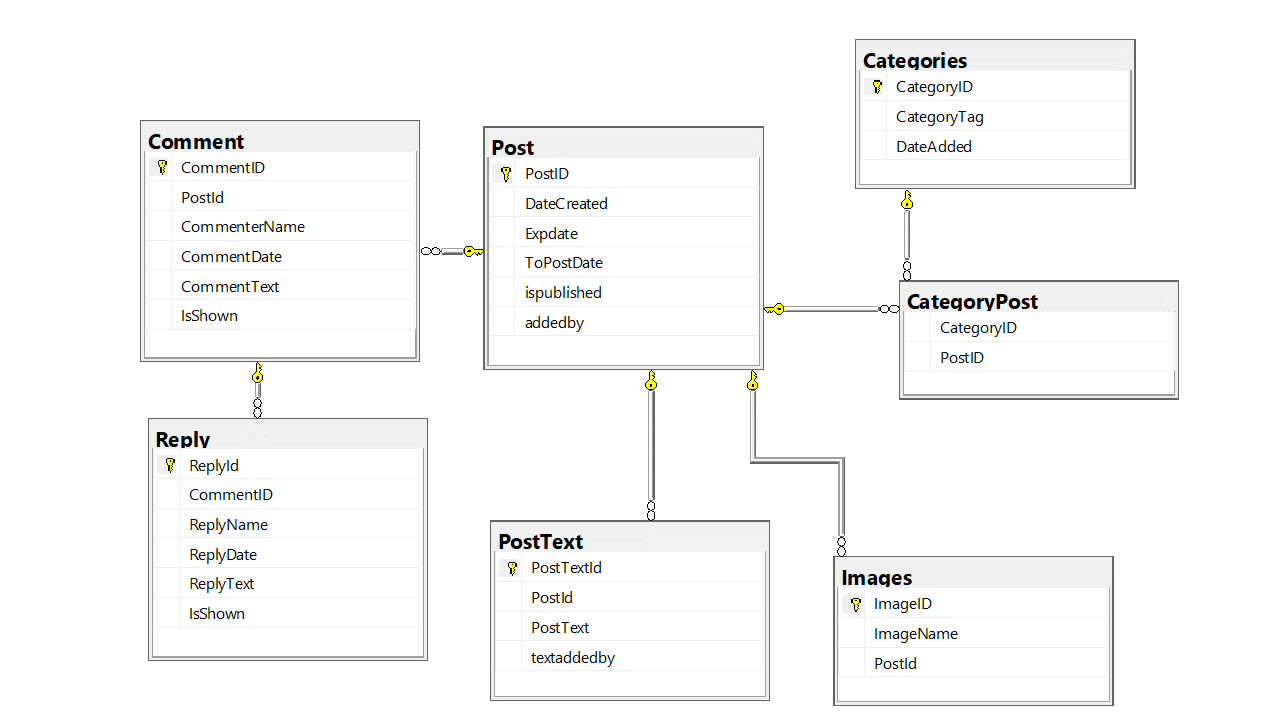 Comment
CommentID
PostId
CommenterName
CommentDate
CommentText
IsShown
Post
PostID
DateCreated
Expdate
ToPostDate
ispublished
addedby
Categories
CategoryID
CategoryTag
DateAdded
CategoryPost
CategoryID
PostID
Reply
ReplyId
CommentID
ReplyName
ReplyDate
ReplyText
IsShown
PostText
PostTextId
PostId
PostText
textaddedby
Images
ImageID
ImageName
PostId